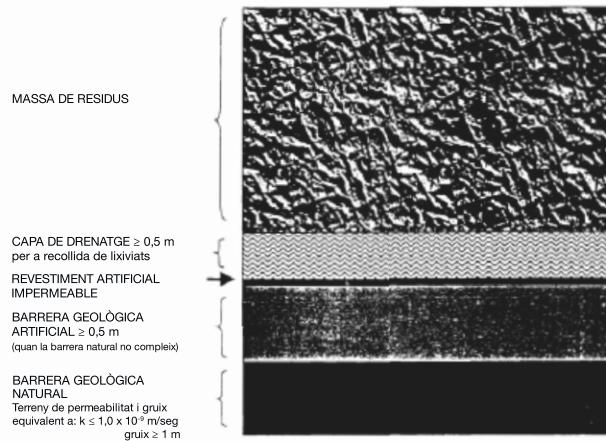 MASSA DE RESIDUS
CAPA DE DRENATGE ≥ 0,5 m
per a recollida de lixiviats
REVESTIMENT ARTIFICIAL
IMPERMEABLE
BARRERA GEOLÒGICA
ARTIFICIAL ≥ 0,5 m
(quan la barrera natural no compleix)
BARRERA GEOLÒGICA
NATURAL
Terreny de permeabilitat i gruix
equivalent a: k ≤ 1,0 x 10⁻⁹ m/seg
gruix ≥ 1 m